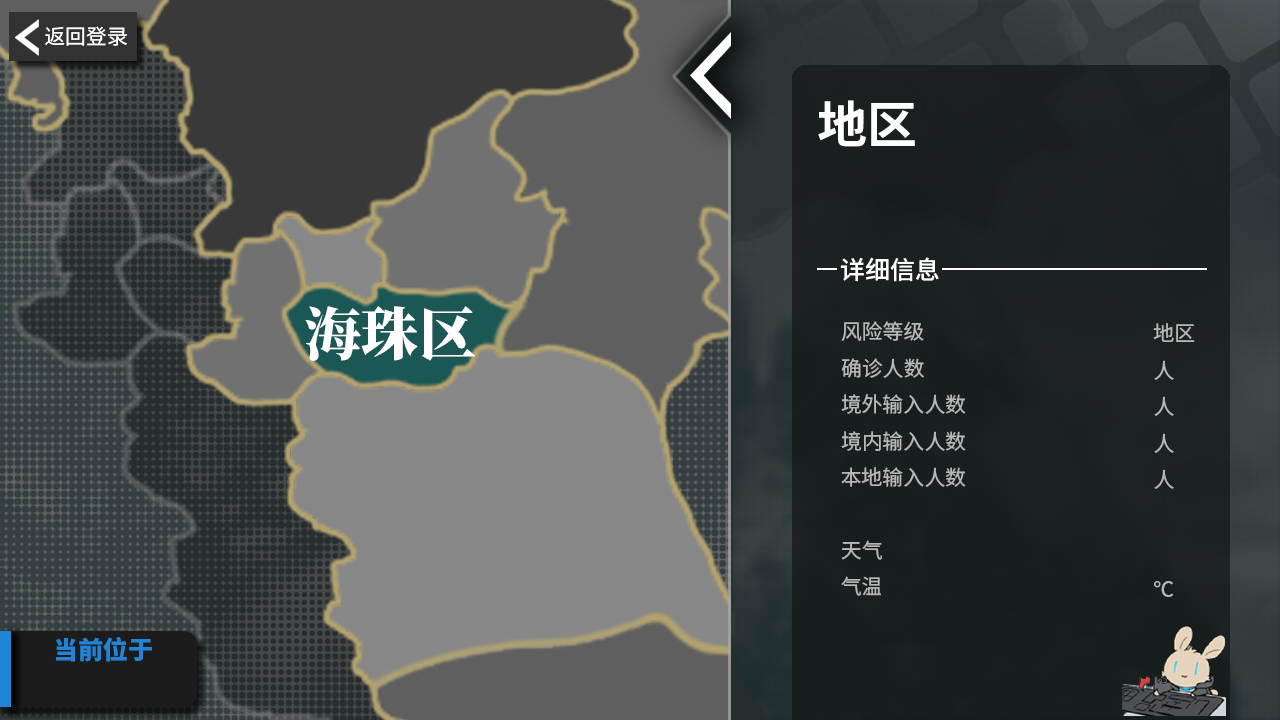 返回登录
海珠区
当前位于
地区
详细信息
风险等级 地区
确诊人数 人
境外输入人数 人
境内输入人数 人
本地输入人数 人
天气
气温 ℃